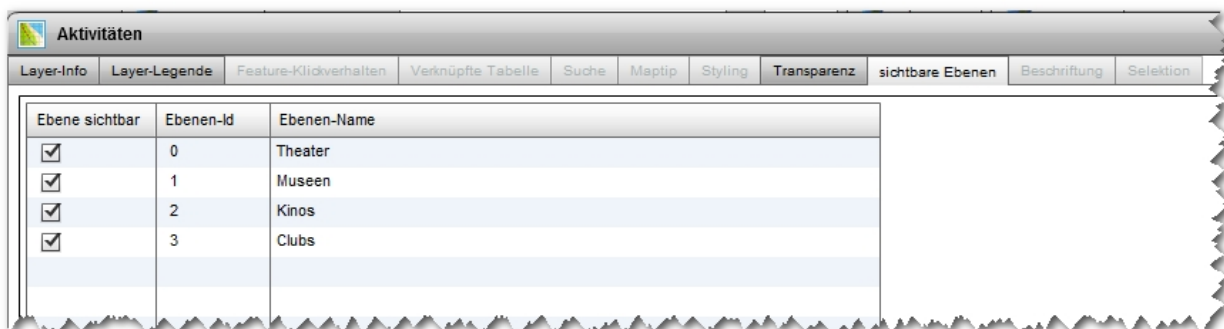 Aktivitäten
Layer-Info Layer-Legende Feature-Klickverhalten Verknüpfte Tabelle Suche Maptip Styling Transparenz sichtbare Ebenen Beschriftung Selektion
Ebene sichtbar Ebenen-Id Ebenen-Name
0 Theater
1 Museen
2 Kinos
3 Clubs